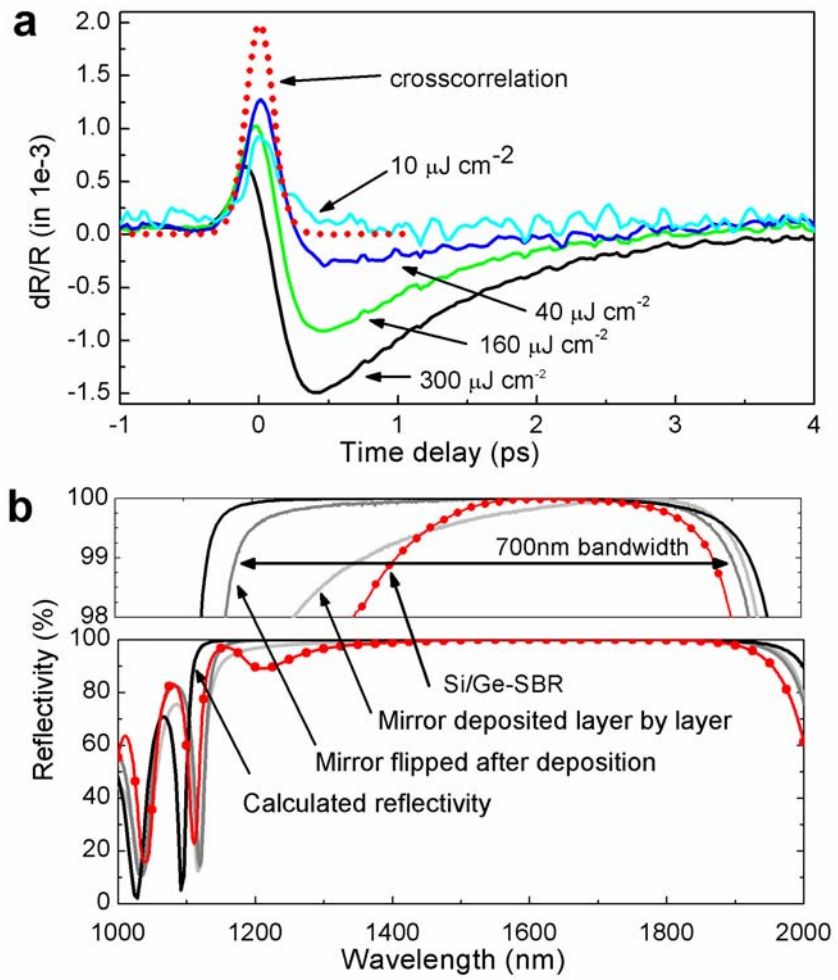 a
2.0
1.5
1.0
0.5
0.0
-0.5
-1.0
-1.5
dR/R (in 1e-3)
crosscorrelation
10 μJ cm-2
40 μJ cm-2
160 μJ cm-2
300 μJ cm-2
-1 0 1 2 3 4
Time delay (ps)
b
100
99
98
700nm bandwidth
100
80
60
40
20
0
Reflectivity (%)
Si/Ge-SBR
Mirror deposited layer by layer
Mirror flipped after deposition
Calculated reflectivity
1000 1200 1400 1600 1800 2000
Wavelength (nm)